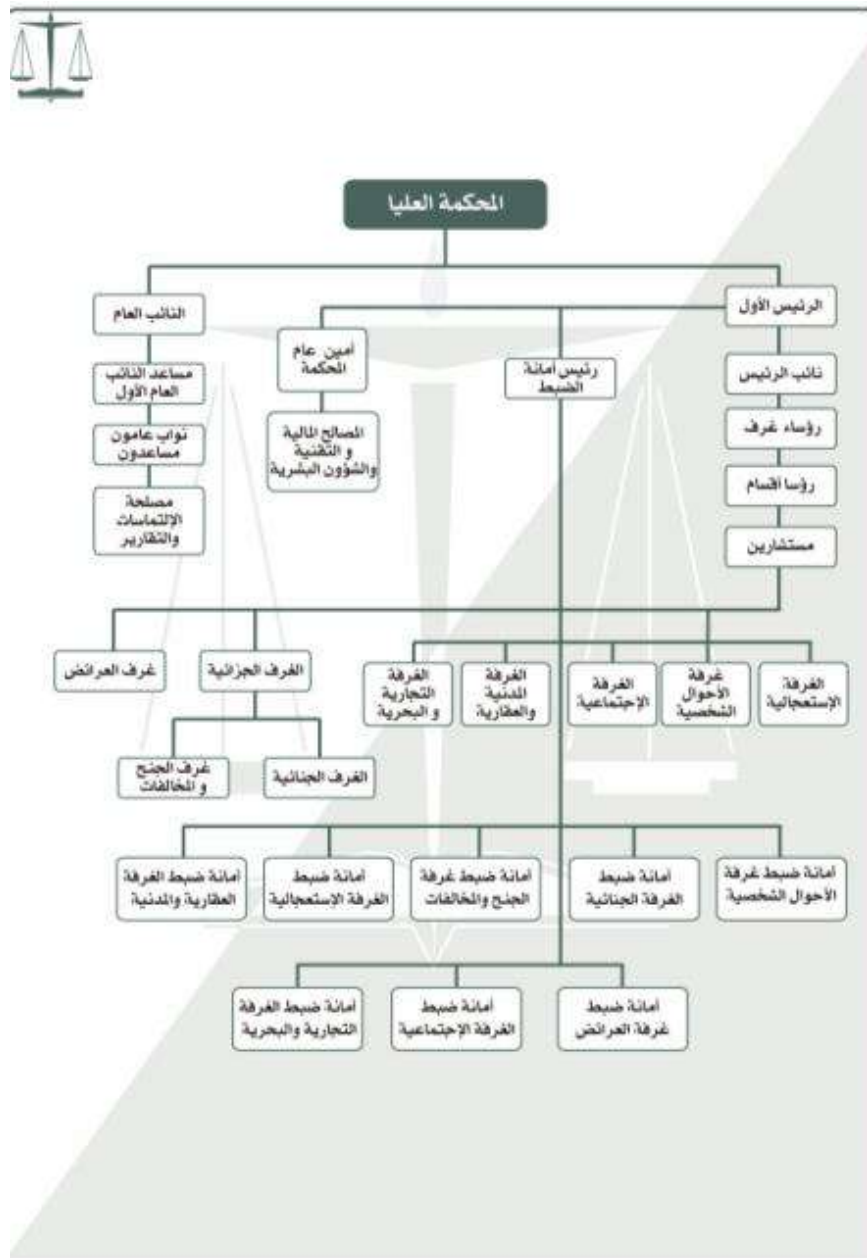 المحكمة العليا
الرئيس الأول
النائب العام
أمين عام
المحكمة
رئيس أمانة
الضبط
نائب الرئيس
مساعد النائب
العام الأول
رؤساء غرف
المصالح المالية
و التقنية
والشؤون البشرية
نواب عامون
مساعدون
رؤسا أقسام
مصلحة
الإلتماسات
والتقارير
مستشارين
الغرفة
الإستعجالية
غرفة
الأحوال
الشخصية
الغرفة
الإجتماعية
الغرفة
المدنية
والعقارية
الغرفة
التجارية
و البحرية
الغرف الجزائية
غرف العرائض
الغرف الجنائية
غرف الجنح
و المخالفات
أمانة ضبط غرفة
الأحوال الشخصية
أمانة ضبط
الغرفة الجنائية
أمانة ضبط غرفة
الجنح والمخالفات
أمانة ضبط
الغرفة الإستعجالية
أمانة ضبط الغرفة
العقارية والمدنية
أمانة ضبط
غرفة العرائض
أمانة ضبط
الغرفة الإجتماعية
أمانة ضبط الغرفة
التجارية والبحرية